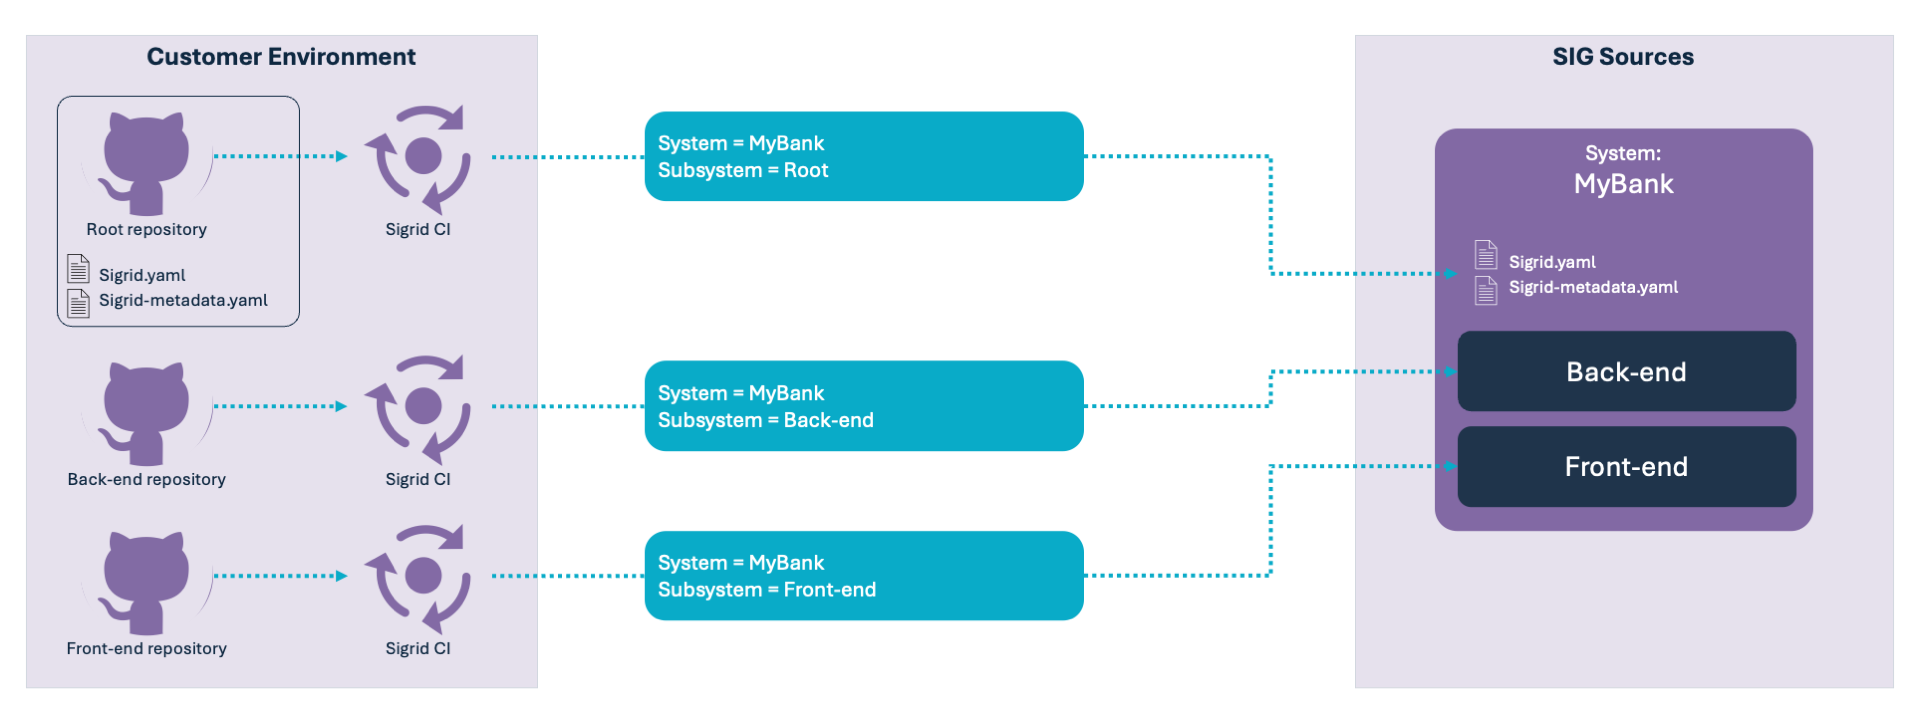 Customer Environment
Root repository
Sigrid CI
Sigrid.yaml
Sigrid-metadata.yaml
Back-end repository
Sigrid CI
Front-end repository
Sigrid CI
System = MyBank
Subsystem = Root
System = MyBank
Subsystem = Back-end
System = MyBank
Subsystem = Front-end
SIG Sources
System:
MyBank
Sigrid.yaml
Sigrid-metadata.yaml
Back-end
Front-end